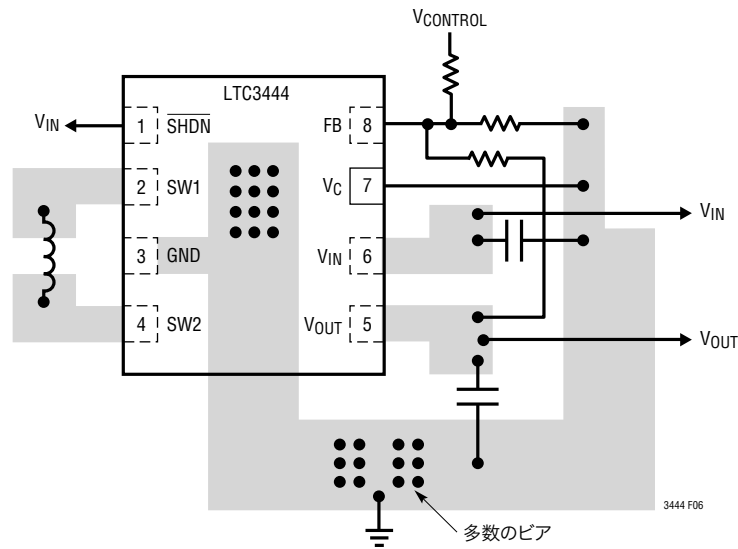 VCONTROL
LTC3444
VIN
1 SHDN
FB 8
2 SW1
VC 7
VIN
3 GND
VIN 6
4 SW2
VOUT 5
VOUT
3444 F06
多数のビア